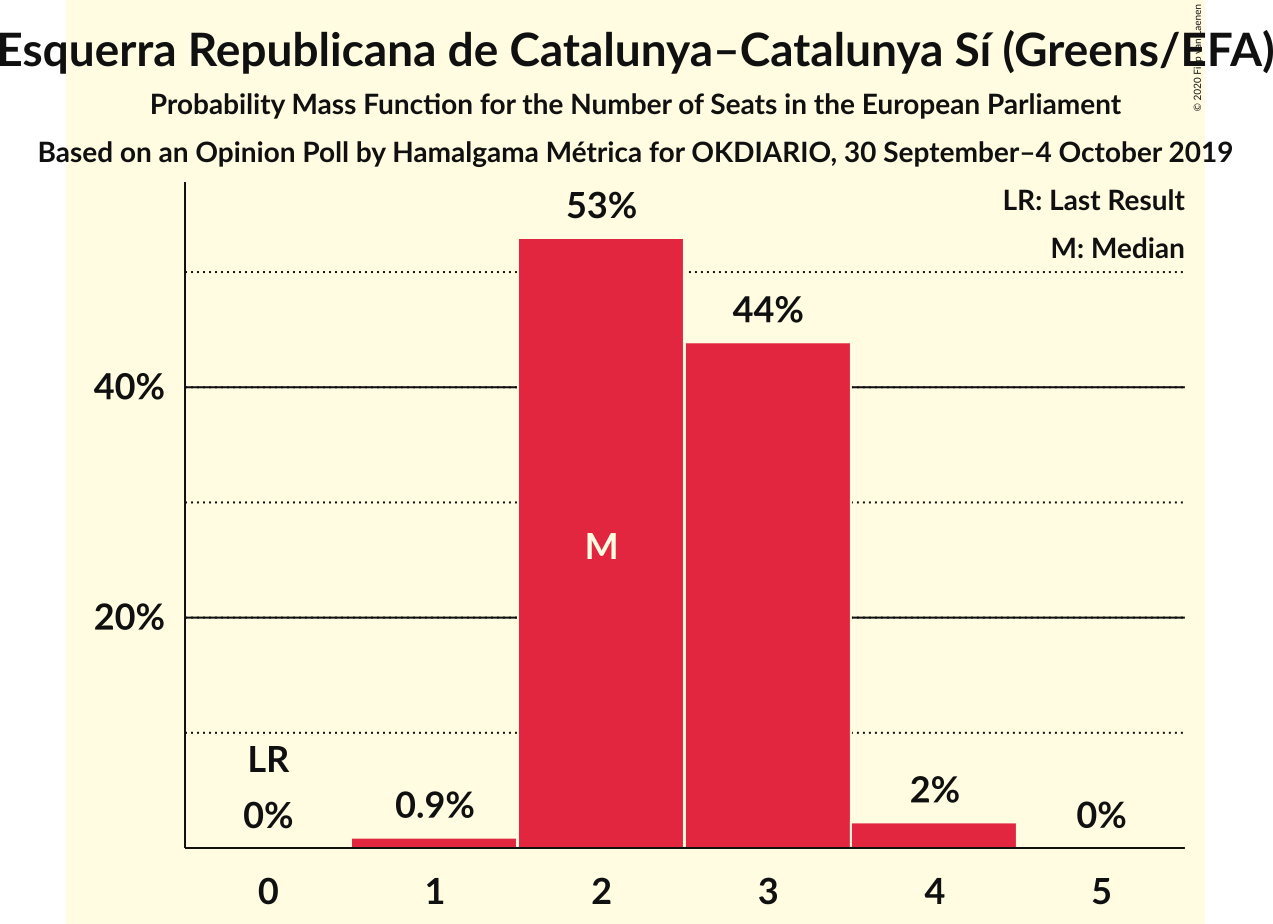 Esquerra Republicana de Catalunya–Catalunya Sí (Greens/EFA)
Probability Mass Function for the Number of Seats in the European Parliament
Based on an Opinion Poll by Hamalgama Métrica for OKDIARIO, 30 September–4 October 2019
© 2020
LR: Last Result
M: Median
53%
44%
40%
M
20%
LR
0%
0.9%
2%
0%
0
1
2
3
4
5